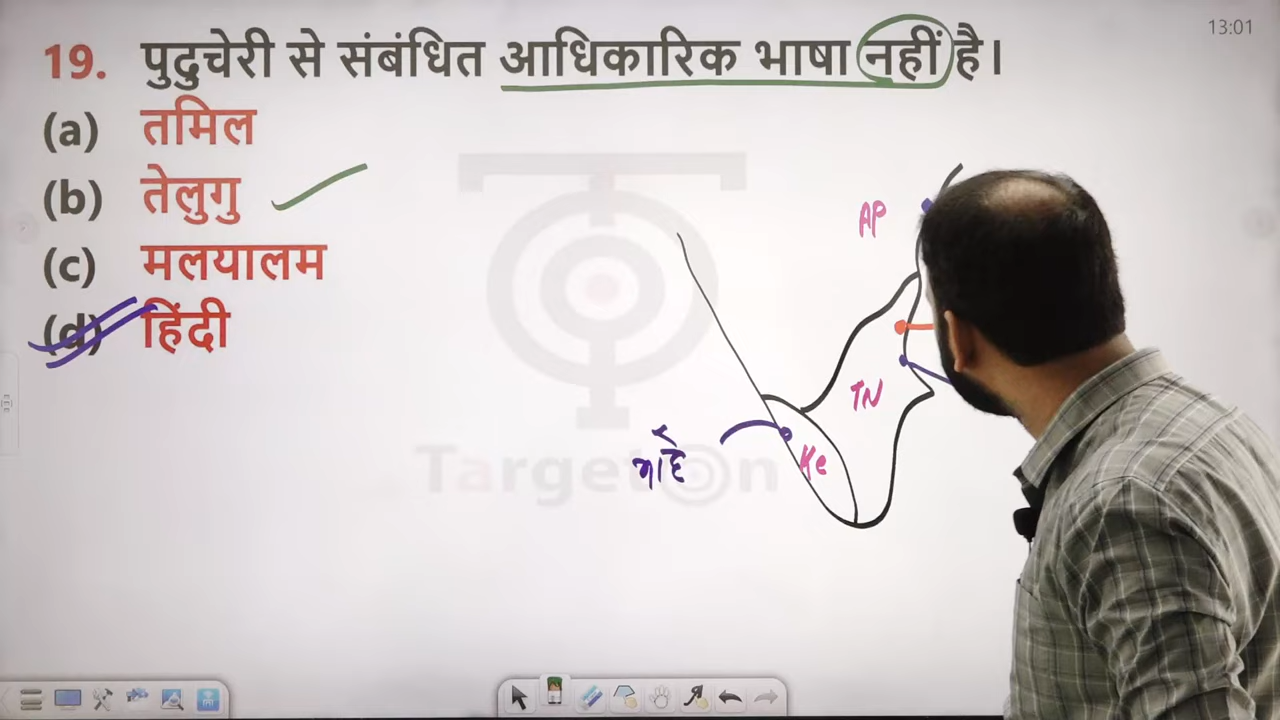 13:01
19. पुदुचेरी से संबंधित आधिकारिक भाषा नहीं है।
(a) तमिल
(b) तेलुगु
(c) मलयालम
(d) हिंदी
AP
TN
Ke
माहे
Target n